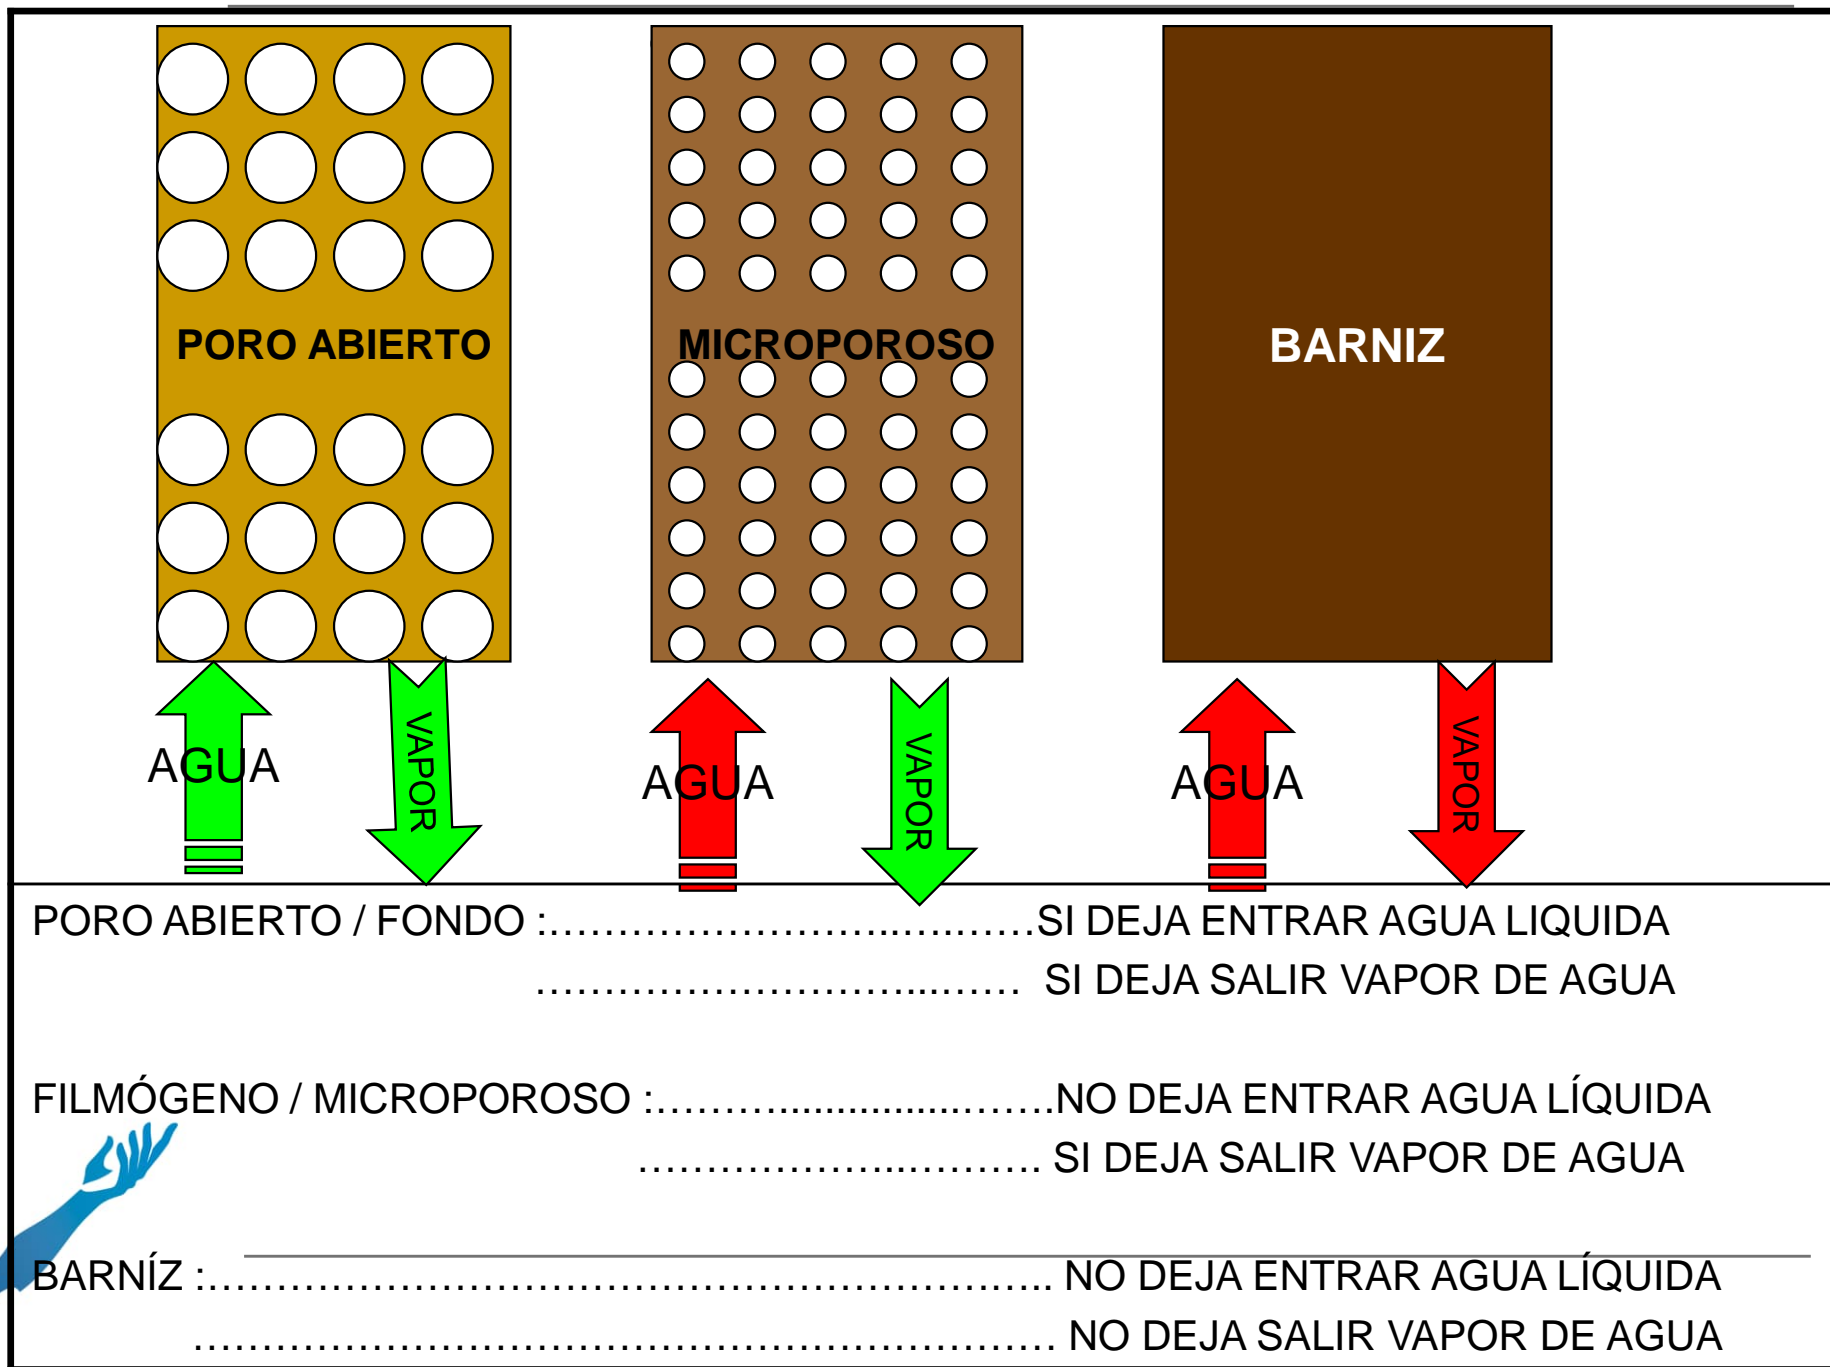 PORO ABIERTO
MICROPOROSO
BARNIZ
AGUA
VAPOR
AGUA
VAPOR
AGUA
VAPOR
PORO ABIERTO / FONDO :………………………..…..……SI DEJA ENTRAR AGUA LIQUIDA
…………………………...…… SI DEJA SALIR VAPOR DE AGUA
FILMÓGENO / MICROPOROSO :………................…….NO DEJA ENTRAR AGUA LÍQUIDA
…………………...………. SI DEJA SALIR VAPOR DE AGUA
BARNÍZ :…………………………………………………………….. NO DEJA ENTRAR AGUA LÍQUIDA
……………………………………………………………… NO DEJA SALIR VAPOR DE AGUA